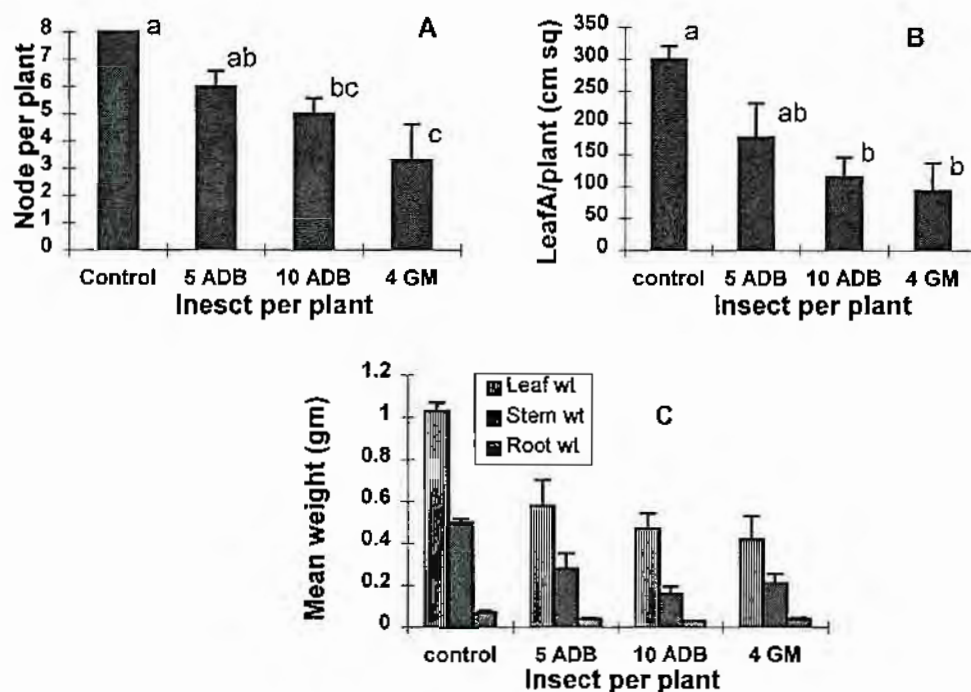 A
Node per plant
8
7
6
5
4
3
2
1
0
a
ab
bc
c
Control 5 ADB 10 ADB 4 GM
Inesct per plant
B
LeafA/plant (cm sq)
350
300
250
200
150
100
50
0
a
ab
b
b
control 5 ADB 10 ADB 4 GM
Insect per plant
C
Mean weight (gm)
1.2
1
0.8
0.6
0.4
0.2
0
Leaf wt
Stem wt
Root wt
control 5 ADB 10 ADB 4 GM
Insect per plant